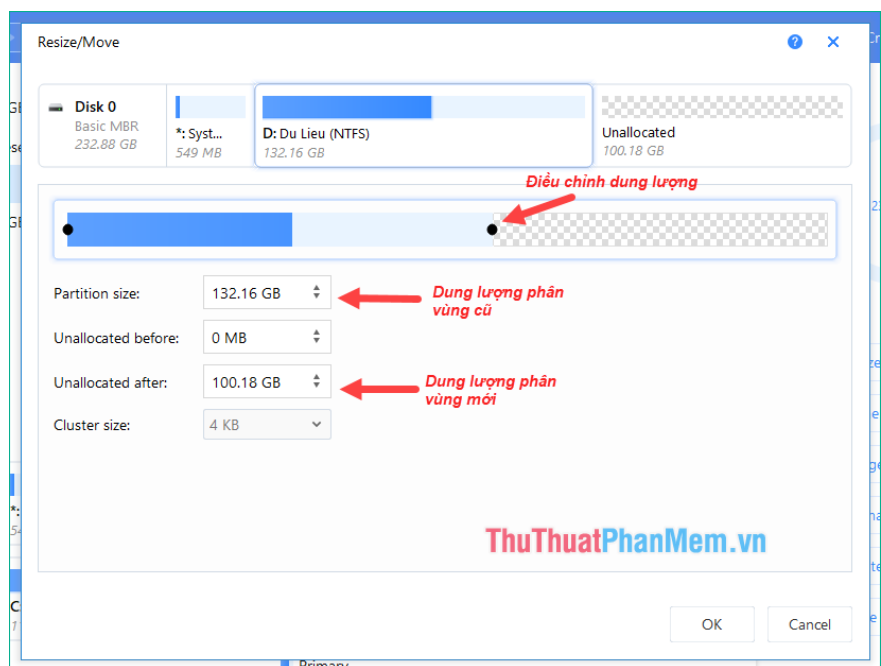 Resize/Move
Disk 0
Basic MBR
232.88 GB
*: Syst...
549 MB
D: Du Lieu (NTFS)
132.16 GB
Unallocated
100.18 GB
Điều chỉnh dung lượng
Partition size:
132.16 GB
Dung lượng phân
vùng cũ
Unallocated before:
0 MB
Unallocated after:
100.18 GB
Dung lượng phân
vùng mới
Cluster size:
4 KB
ThuThuatPhanMem.vn
OK
Cancel
Primary